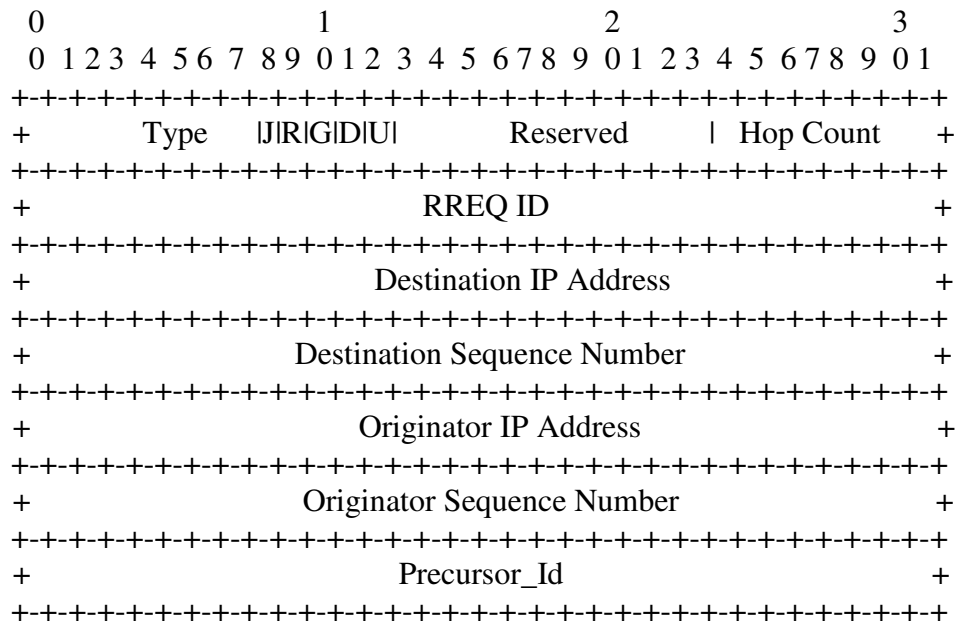 0 1 2 3
0 1 2 3 4 5 6 7 8 9 0 1 2 3 4 5 6 7 8 9 0 1 2 3 4 5 6 7 8 9 0 1
+-+-+-+-+-+-+-+-+-+-+-+-+-+-+-+-+-+-+-+-+-+-+-+-+-+-+-+-+-+-+-+-+
+ Type |J|R|G|D|U| Reserved | Hop Count +
+-+-+-+-+-+-+-+-+-+-+-+-+-+-+-+-+-+-+-+-+-+-+-+-+-+-+-+-+-+-+-+-+
+ RREQ ID +
+-+-+-+-+-+-+-+-+-+-+-+-+-+-+-+-+-+-+-+-+-+-+-+-+-+-+-+-+-+-+-+-+
+ Destination IP Address +
+-+-+-+-+-+-+-+-+-+-+-+-+-+-+-+-+-+-+-+-+-+-+-+-+-+-+-+-+-+-+-+-+
+ Destination Sequence Number +
+-+-+-+-+-+-+-+-+-+-+-+-+-+-+-+-+-+-+-+-+-+-+-+-+-+-+-+-+-+-+-+-+
+ Originator IP Address +
+-+-+-+-+-+-+-+-+-+-+-+-+-+-+-+-+-+-+-+-+-+-+-+-+-+-+-+-+-+-+-+-+
+ Originator Sequence Number +
+-+-+-+-+-+-+-+-+-+-+-+-+-+-+-+-+-+-+-+-+-+-+-+-+-+-+-+-+-+-+-+-+
+ Precursor_Id +
+-+-+-+-+-+-+-+-+-+-+-+-+-+-+-+-+-+-+-+-+-+-+-+-+-+-+-+-+-+-+-+-+